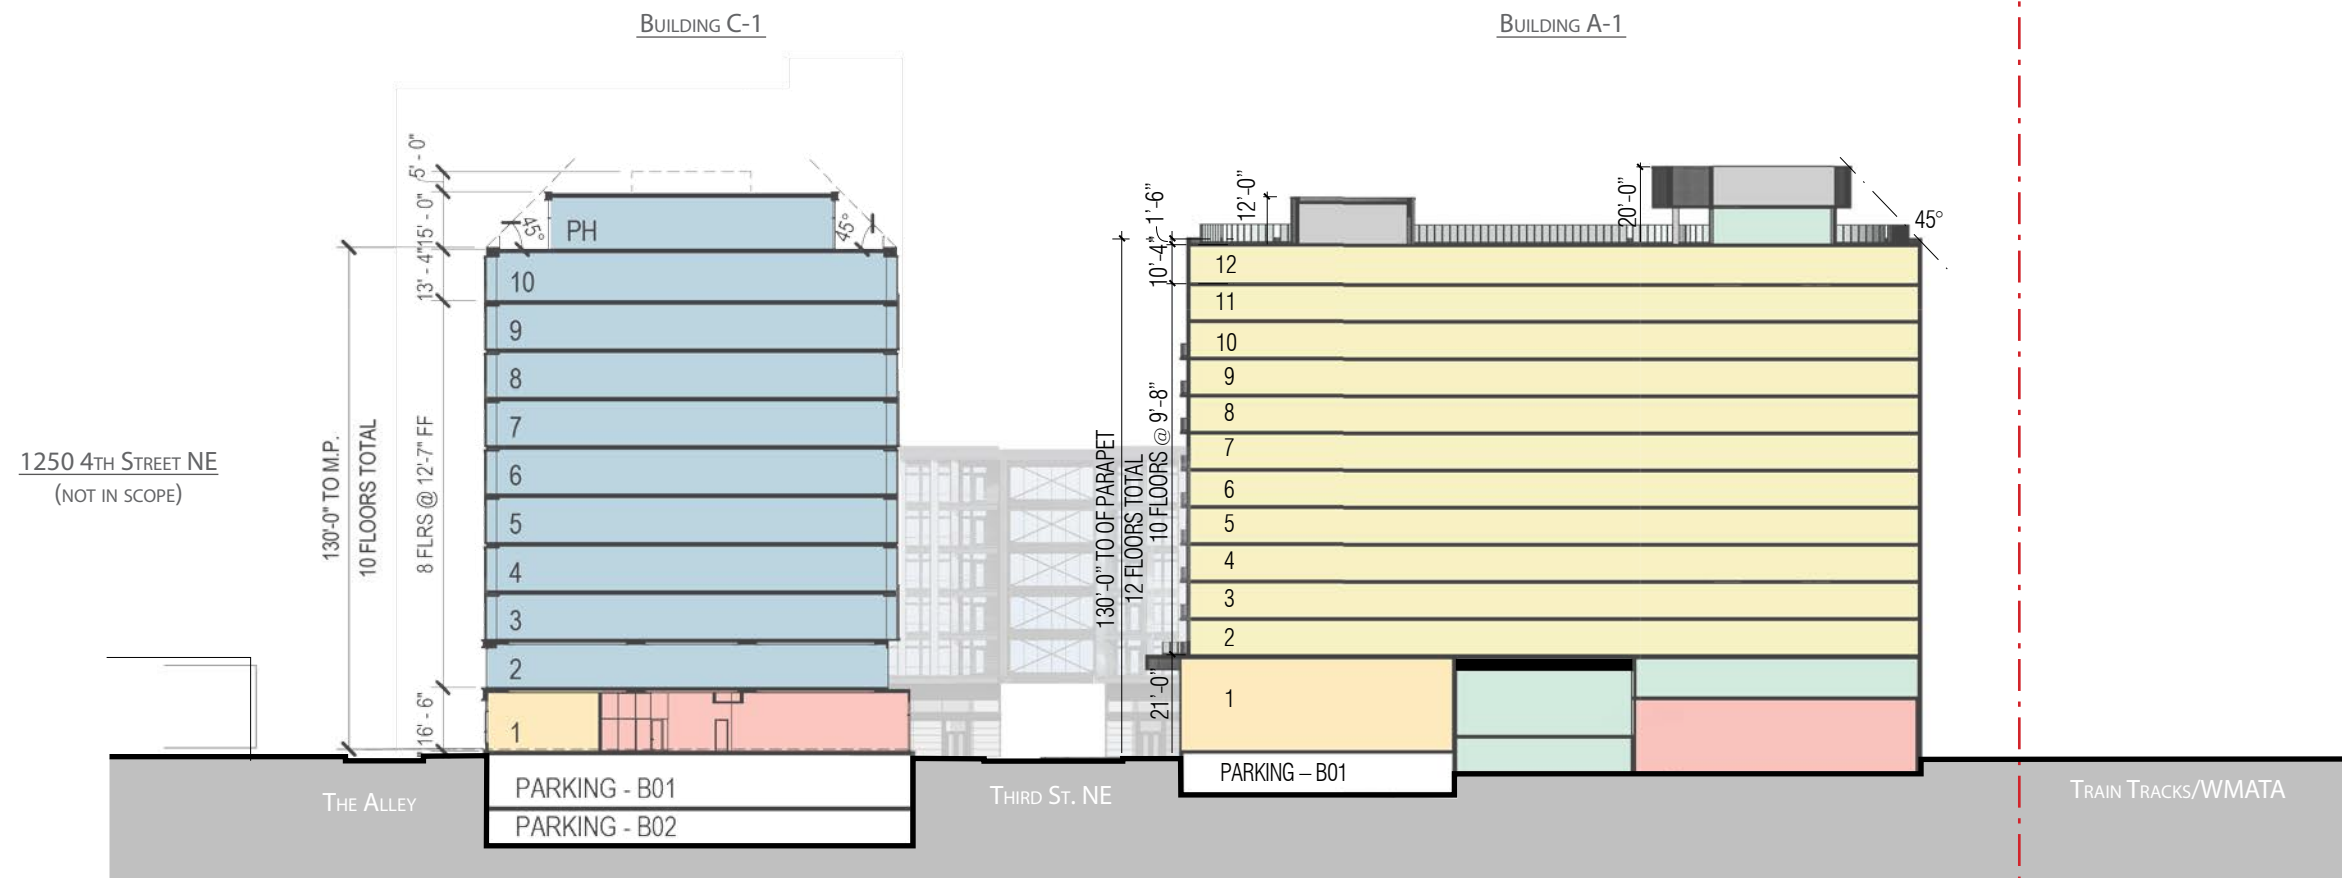 Building C-1
Building A-1
1250 4th Street NE
(not in scope)
130'-0" TO M.P.
10 FLOORS TOTAL
5' - 0"
15' - 0"
13' - 4"
8 FLRS @ 12'-7" FF
16' - 6"
45°
45°
PH
10
9
8
7
6
5
4
3
2
1
PARKING - B01
PARKING - B02
The Alley
Third St. NE
130'-0" TO OF PARAPET
12 FLOORS TOTAL
1'-6"
10'-4"
10 FLOORS @ 9'-8"
21'-0"
12'-0"
20'-0"
45°
12
11
10
9
8
7
6
5
4
3
2
1
PARKING – B01
Train Tracks/WMATA